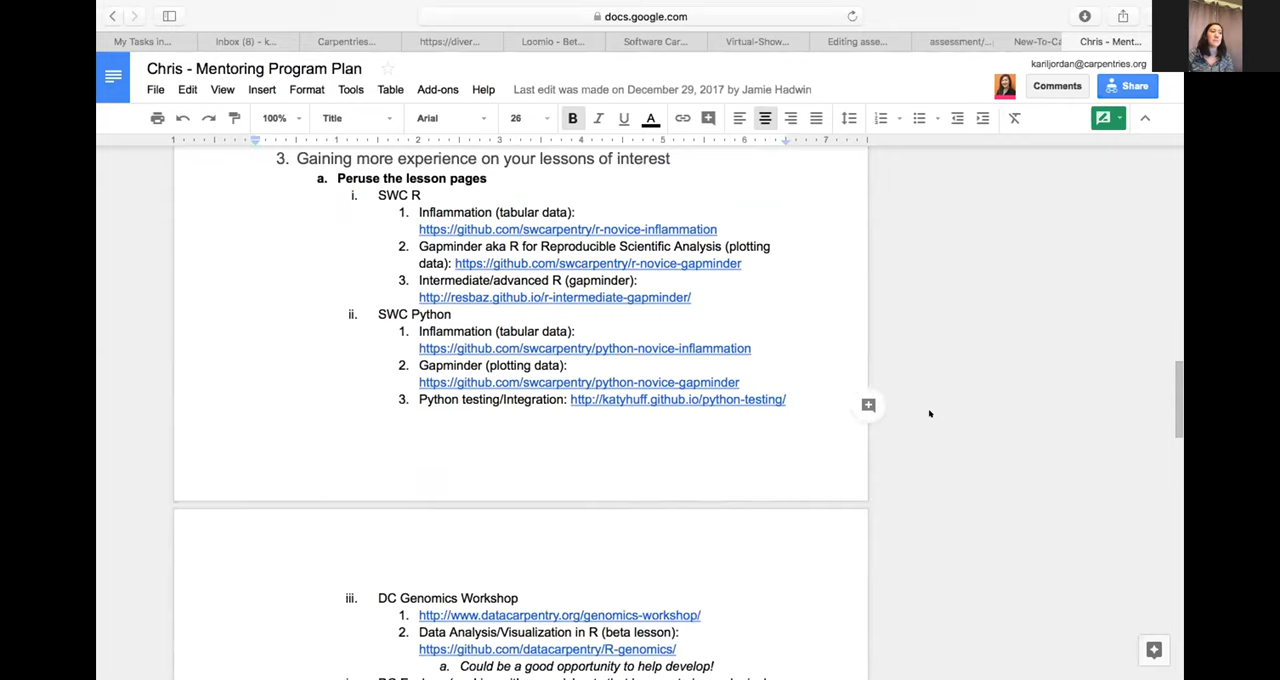 docs.google.com
My Tasks in...
Inbox (8) - k...
Carpentries...
https://diver...
Loomio - Bet...
Software Car...
Virtual-Show...
Editing asse...
assessment/...
New-To-Ca
Chris - Ment...
Chris - Mentoring Program Plan
kariljordan@carpentries.org
File Edit View Insert Format Tools Table Add-ons Help Last edit was made on December 29, 2017 by Jamie Hadwin
Comments
Share
100% Title Arial 26 B I U A
1 1 2 3 4 5 6 7
3. Gaining more experience on your lessons of interest
a. Peruse the lesson pages
i. SWC R
1. Inflammation (tabular data):
https://github.com/swcarpentry/r-novice-inflammation
2. Gapminder aka R for Reproducible Scientific Analysis (plotting
data): https://github.com/swcarpentry/r-novice-gapminder
3. Intermediate/advanced R (gapminder):
http://resbaz.github.io/r-intermediate-gapminder/
ii. SWC Python
1. Inflammation (tabular data):
https://github.com/swcarpentry/python-novice-inflammation
2. Gapminder (plotting data):
https://github.com/swcarpentry/python-novice-gapminder
3. Python testing/Integration: http://katyhuff.github.io/python-testing/
iii. DC Genomics Workshop
1. http://www.datacarpentry.org/genomics-workshop/
2. Data Analysis/Visualization in R (beta lesson):
https://github.com/datacarpentry/R-genomics/
a. Could be a good opportunity to help develop!